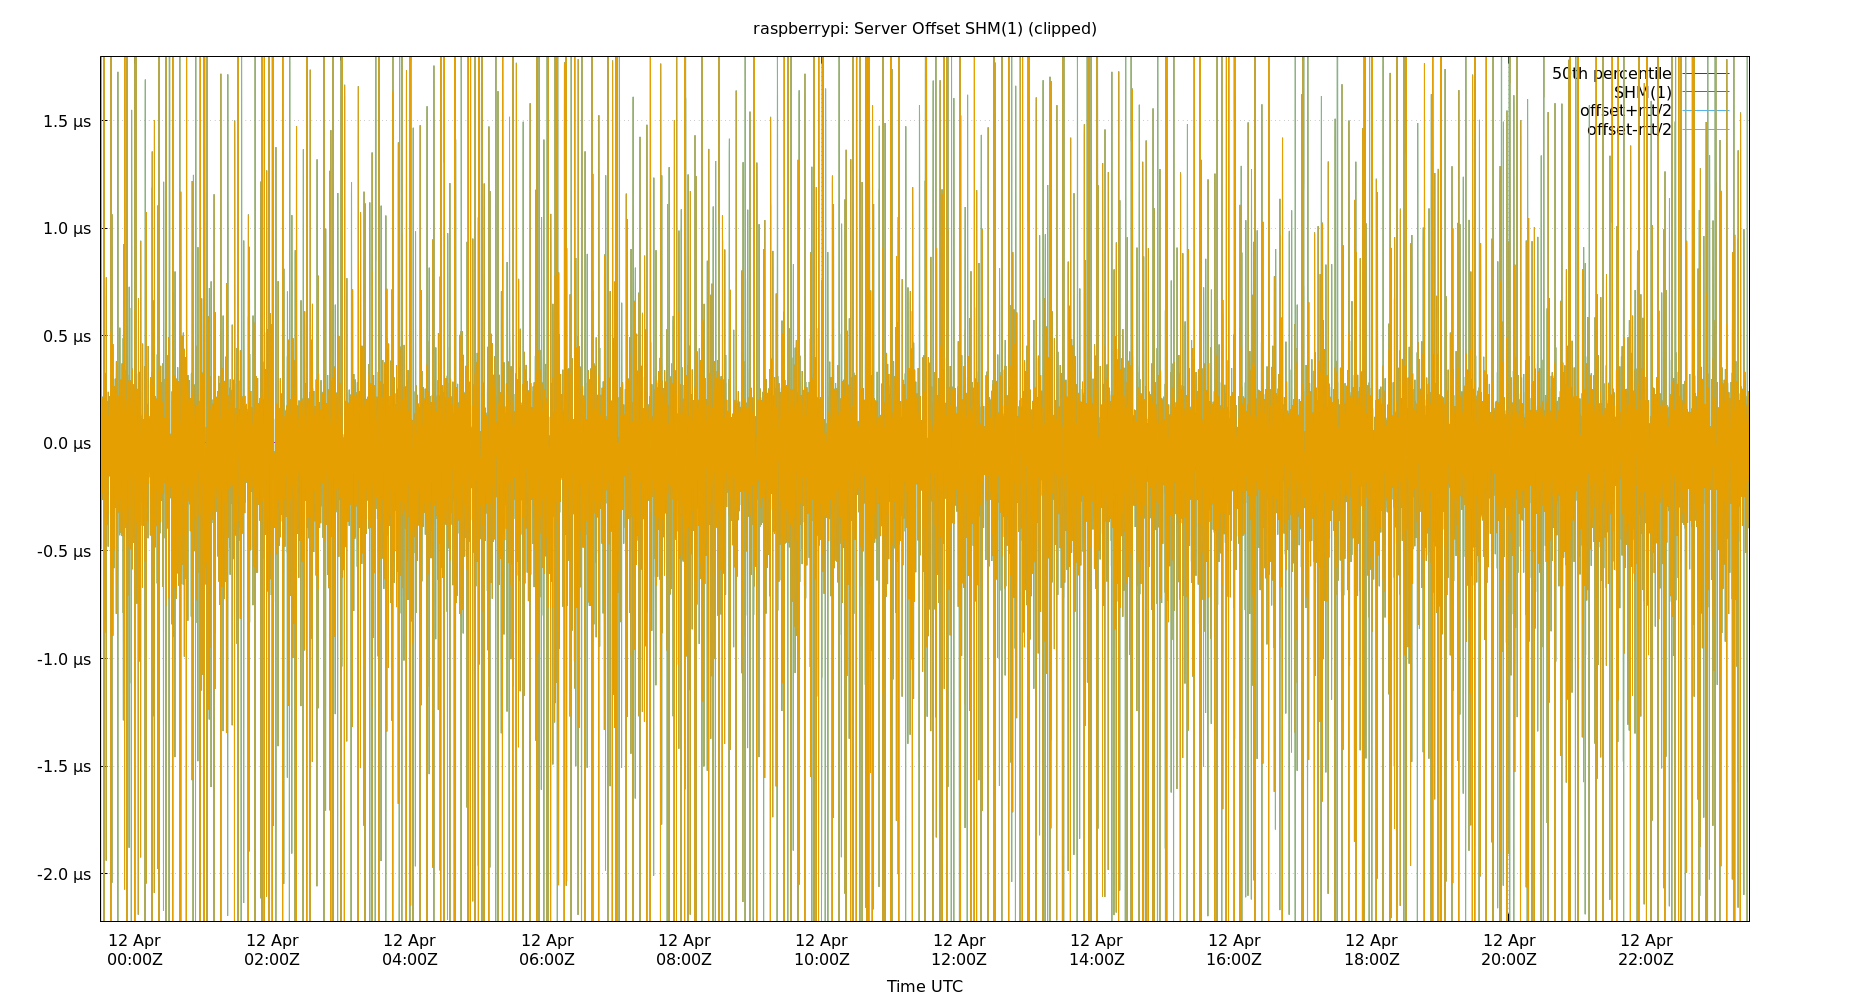 raspberrypi: Server Offset SHM(1) (clipped)
50th percentile
SHM(1)
offset+rtt/2
offset-rtt/2
1.5 µs
1.0 µs
0.5 µs
0.0 µs
-0.5 µs
-1.0 µs
-1.5 µs
-2.0 µs
12 Apr 12 Apr 12 Apr 12 Apr 12 Apr 12 Apr 12 Apr 12 Apr 12 Apr 12 Apr 12 Apr 12 Apr
00:00Z 02:00Z 04:00Z 06:00Z 08:00Z 10:00Z 12:00Z 14:00Z 16:00Z 18:00Z 20:00Z 22:00Z
Time UTC